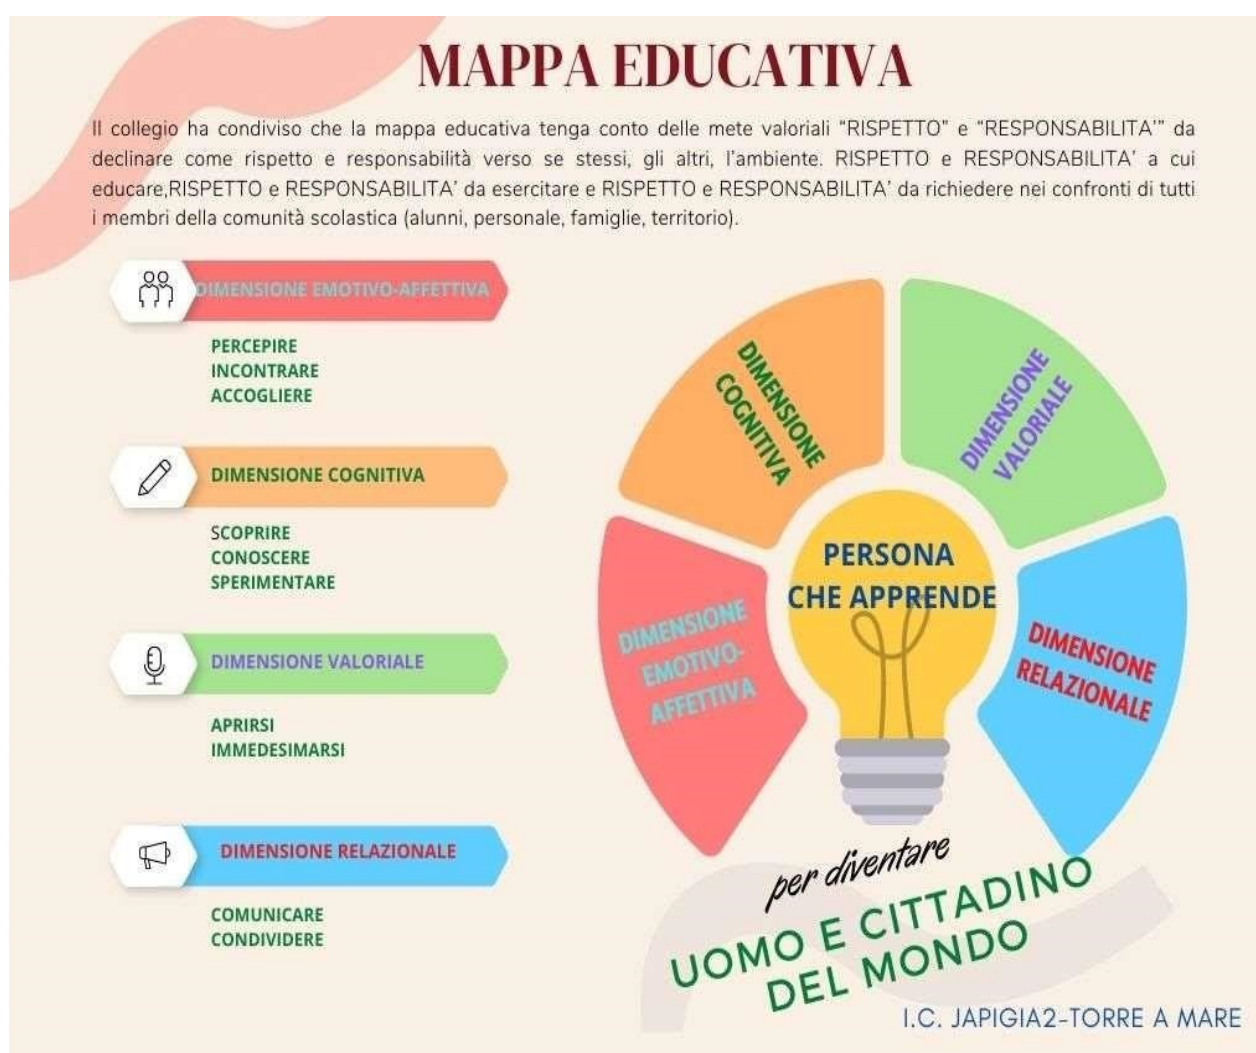 MAPPA EDUCATIVA
Il collegio ha condiviso che la mappa educativa tenga conto delle mete valoriali “RISPETTO” e “RESPONSABILITA’” da
declinare come rispetto e responsabilità verso se stessi, gli altri, l’ambiente. RISPETTO e RESPONSABILITA’ a cui
educare,RISPETTO e RESPONSABILITA’ da esercitare e RISPETTO e RESPONSABILITA’ da richiedere nei confronti di tutti
i membri della comunità scolastica (alunni, personale, famiglie, territorio).
DIMENSIONE EMOTIVO-AFFETTIVA
PERCEPIRE
INCONTRARE
ACCOGLIERE
DIMENSIONE COGNITIVA
SCOPRIRE
CONOSCERE
SPERIMENTARE
DIMENSIONE VALORIALE
APRIRSI
IMMEDESIMARSI
DIMENSIONE RELAZIONALE
COMUNICARE
CONDIVIDERE
DIMENSIONE
EMOTIVO-
AFFETTIVA
DIMENSIONE
COGNITIVA
DIMENSIONE
VALORIALE
DIMENSIONE
RELAZIONALE
PERSONA
CHE APPRENDE
per diventare
UOMO E CITTADINO
DEL MONDO
I.C. JAPIGIA2-TORRE A MARE